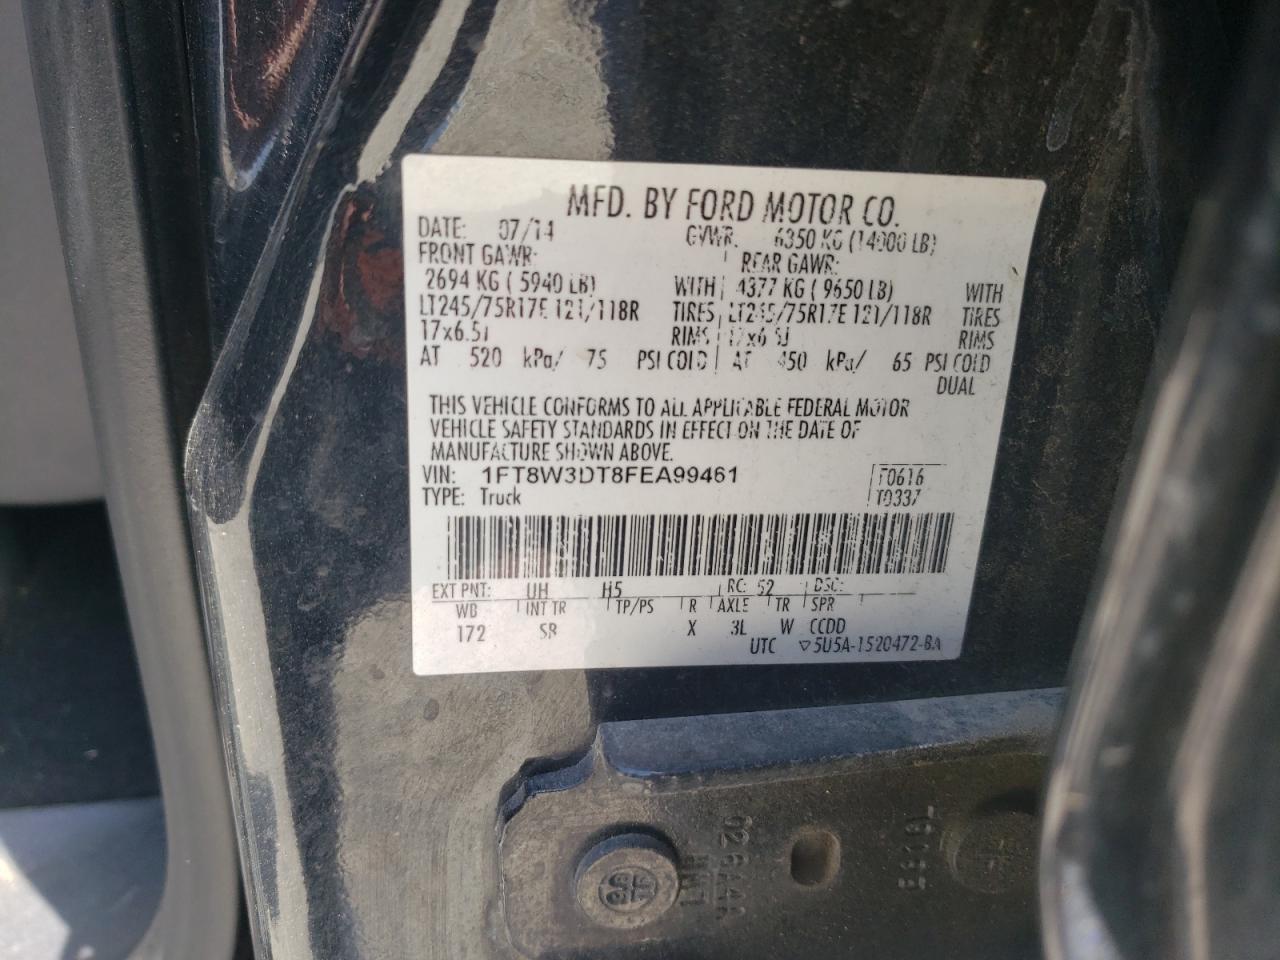 MFD. BY FORD MOTOR CO.
DATE: 07/14 GVWR: 6350 KG (14000 LB)
FRONT GAWR: REAR GAWR:
2694 KG ( 5940 LB) WITH 4377 KG ( 9650 LB) WITH
LT245/75R17E 121/118R TIRES LT245/75R17E 121/118R TIRES
17x6.5J RIMS 17x6.5J RIMS
AT 520 kPa/ 75 PSI COLD AT 450 kPa/ 65 PSI COLD
DUAL
THIS VEHICLE CONFORMS TO ALL APPLICABLE FEDERAL MOTOR
VEHICLE SAFETY STANDARDS IN EFFECT ON THE DATE OF
MANUFACTURE SHOWN ABOVE.
VIN: 1FT8W3DT8FEA99461 F0616
TYPE: Truck T0337
EXT PNT: UH H5 RC: 52 DSO:
WB INT TR TP/PS R AXLE TR SPR
172 SR X 3L W CCDD
UTC ▽5U5A-1520472-BA